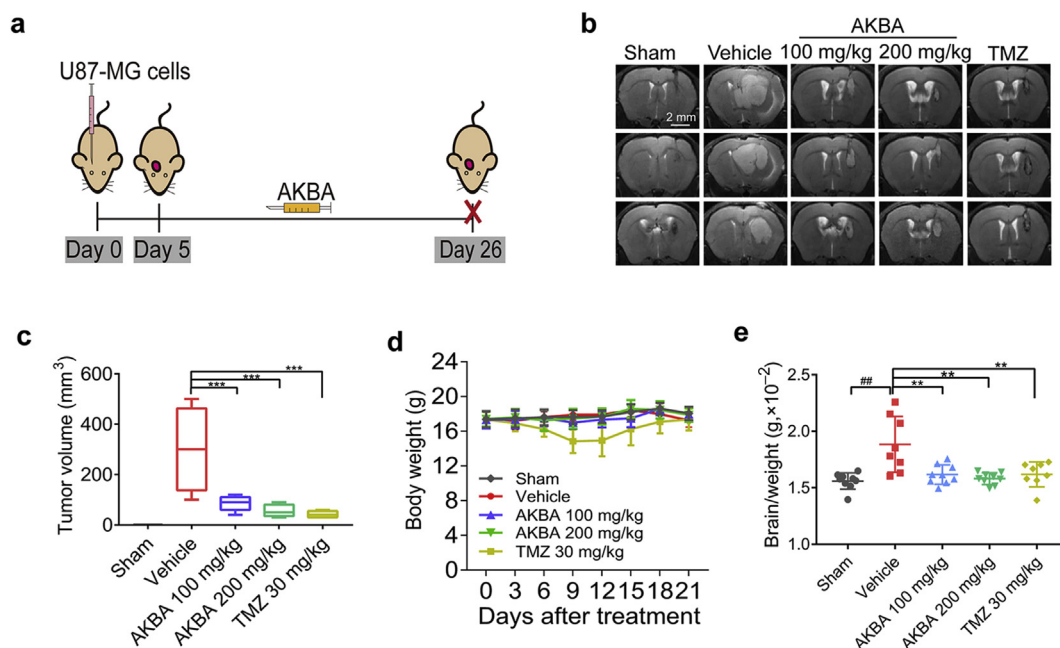 a
U87-MG cells
AKBA
Day 0
Day 5
Day 26
b
AKBA
Sham
Vehicle
100 mg/kg
200 mg/kg
TMZ
2 mm
c
Tumor volume (mm³)
600
400
200
0
***
***
***
Sham
Vehicle
AKBA 100 mg/kg
AKBA 200 mg/kg
TMZ 30 mg/kg
d
Body weight (g)
24
20
16
12
8
4
0
Sham
Vehicle
AKBA 100 mg/kg
AKBA 200 mg/kg
TMZ 30 mg/kg
0 3 6 9 12 15 18 21
Days after treatment
e
Brain/weight (g,×10⁻²)
2.5
2.0
1.5
1.0
##
**
**
**
Sham
Vehicle
AKBA 100 mg/kg
AKBA 200 mg/kg
TMZ 30 mg/kg